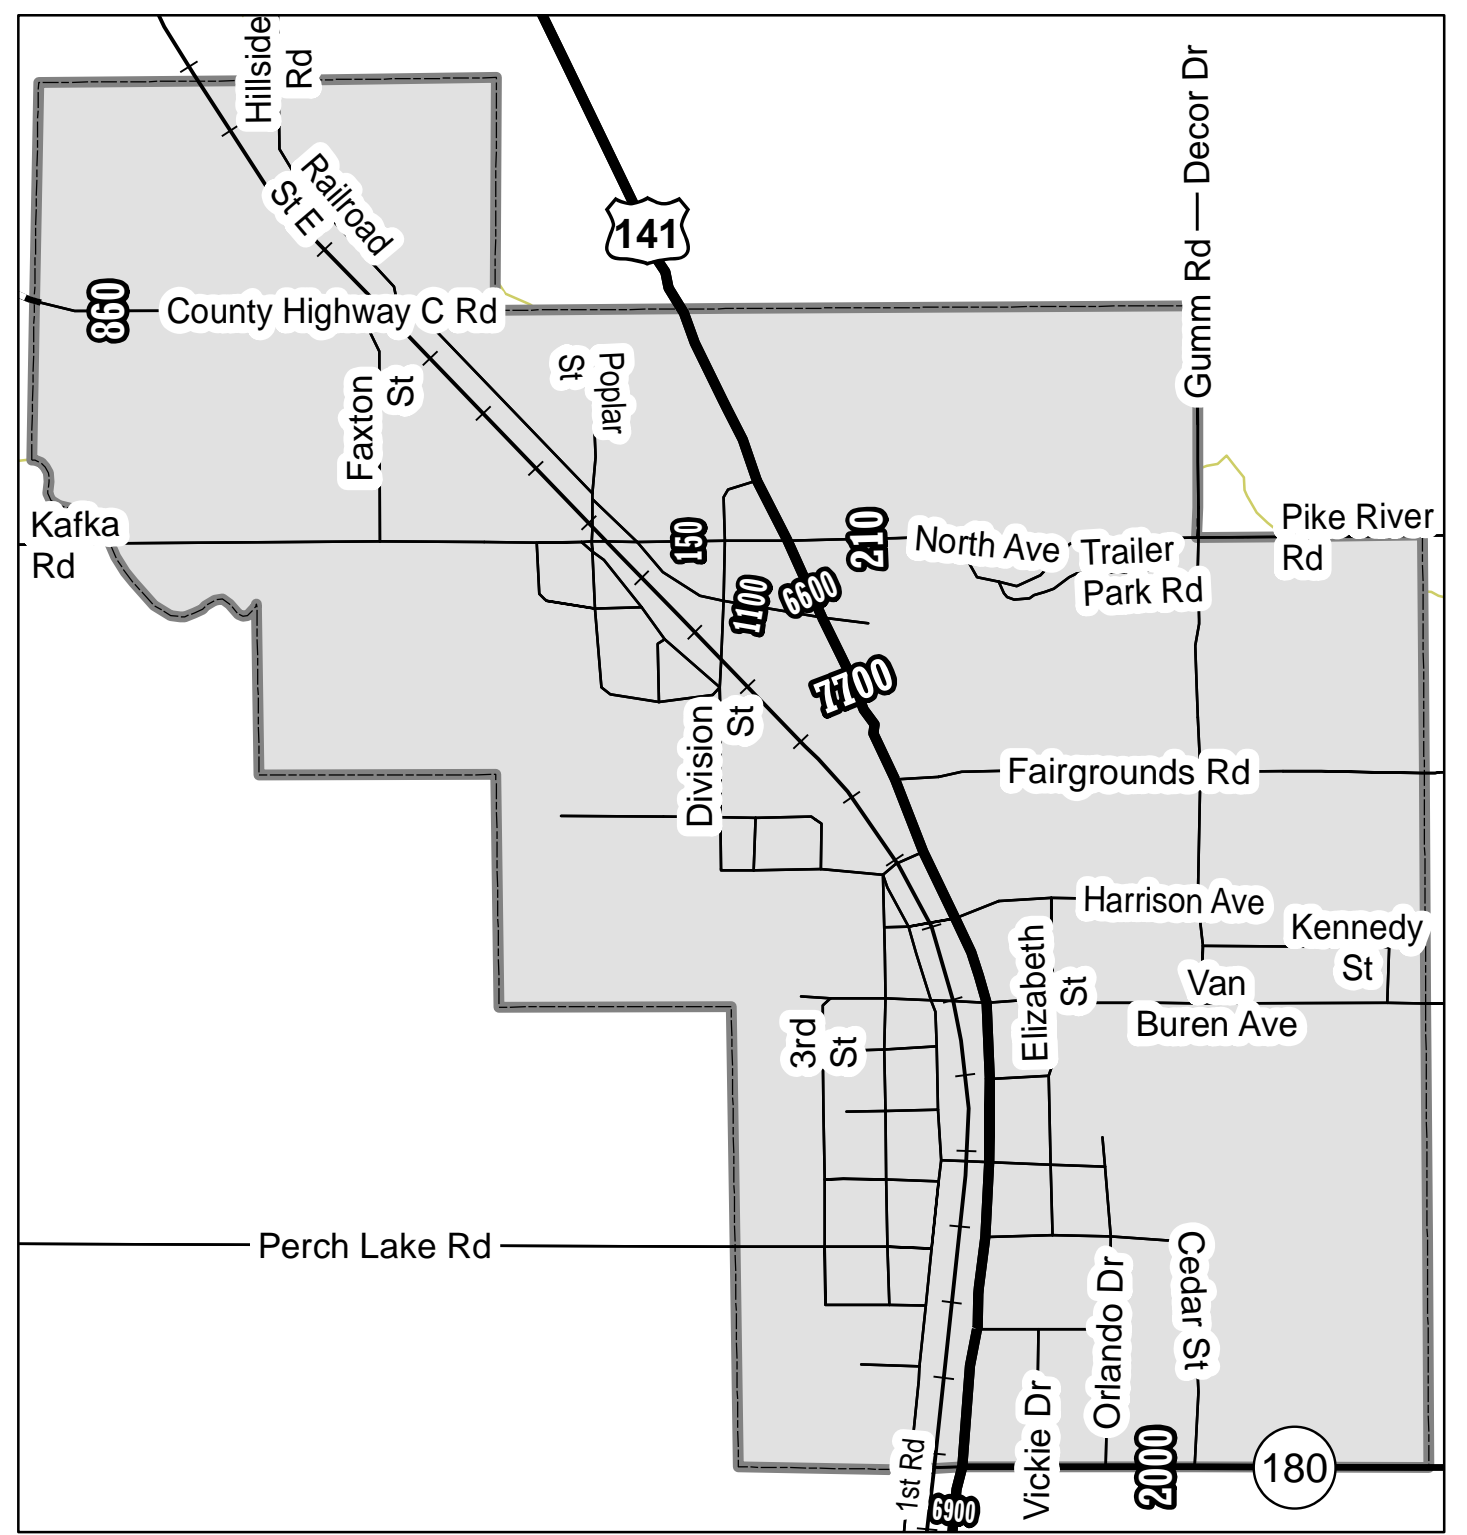 Hillside
Rd
Railroad
St E
141
Gumm Rd
Decor Dr
860
County Highway C Rd
Faxton
St
Poplar
St
Kafka
Rd
150
210
North Ave
Trailer
Park Rd
Pike River
Rd
1100
6600
7700
Division
St
Fairgrounds Rd
Harrison Ave
Kennedy
St
Elizabeth
St
Van
Buren Ave
3rd
St
Perch Lake Rd
Cedar St
Orlando Dr
Vickie Dr
1st Rd
2000
180
6900